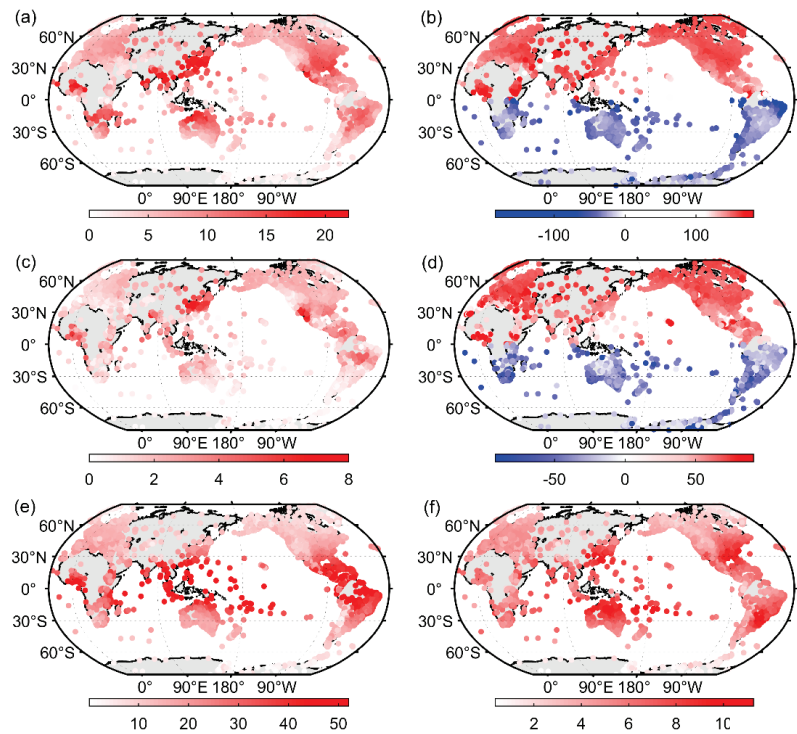 (a) (b)
60°N 60°N
30°N 30°N
0° 0°
30°S 30°S
60°S 60°S
0° 90°E 180° 90°W 0° 90°E 180° 90°W
0 5 10 15 20 -100 0 100
(c) (d)
60°N 60°N
30°N 30°N
0° 0°
30°S 30°S
60°S 60°S
0° 90°E 180° 90°W 0° 90°E 180° 90°W
0 2 4 6 8 -50 0 50
(e) (f)
60°N 60°N
30°N 30°N
0° 0°
30°S 30°S
60°S 60°S
0° 90°E 180° 90°W 0° 90°E 180° 90°W
10 20 30 40 50 2 4 6 8 10